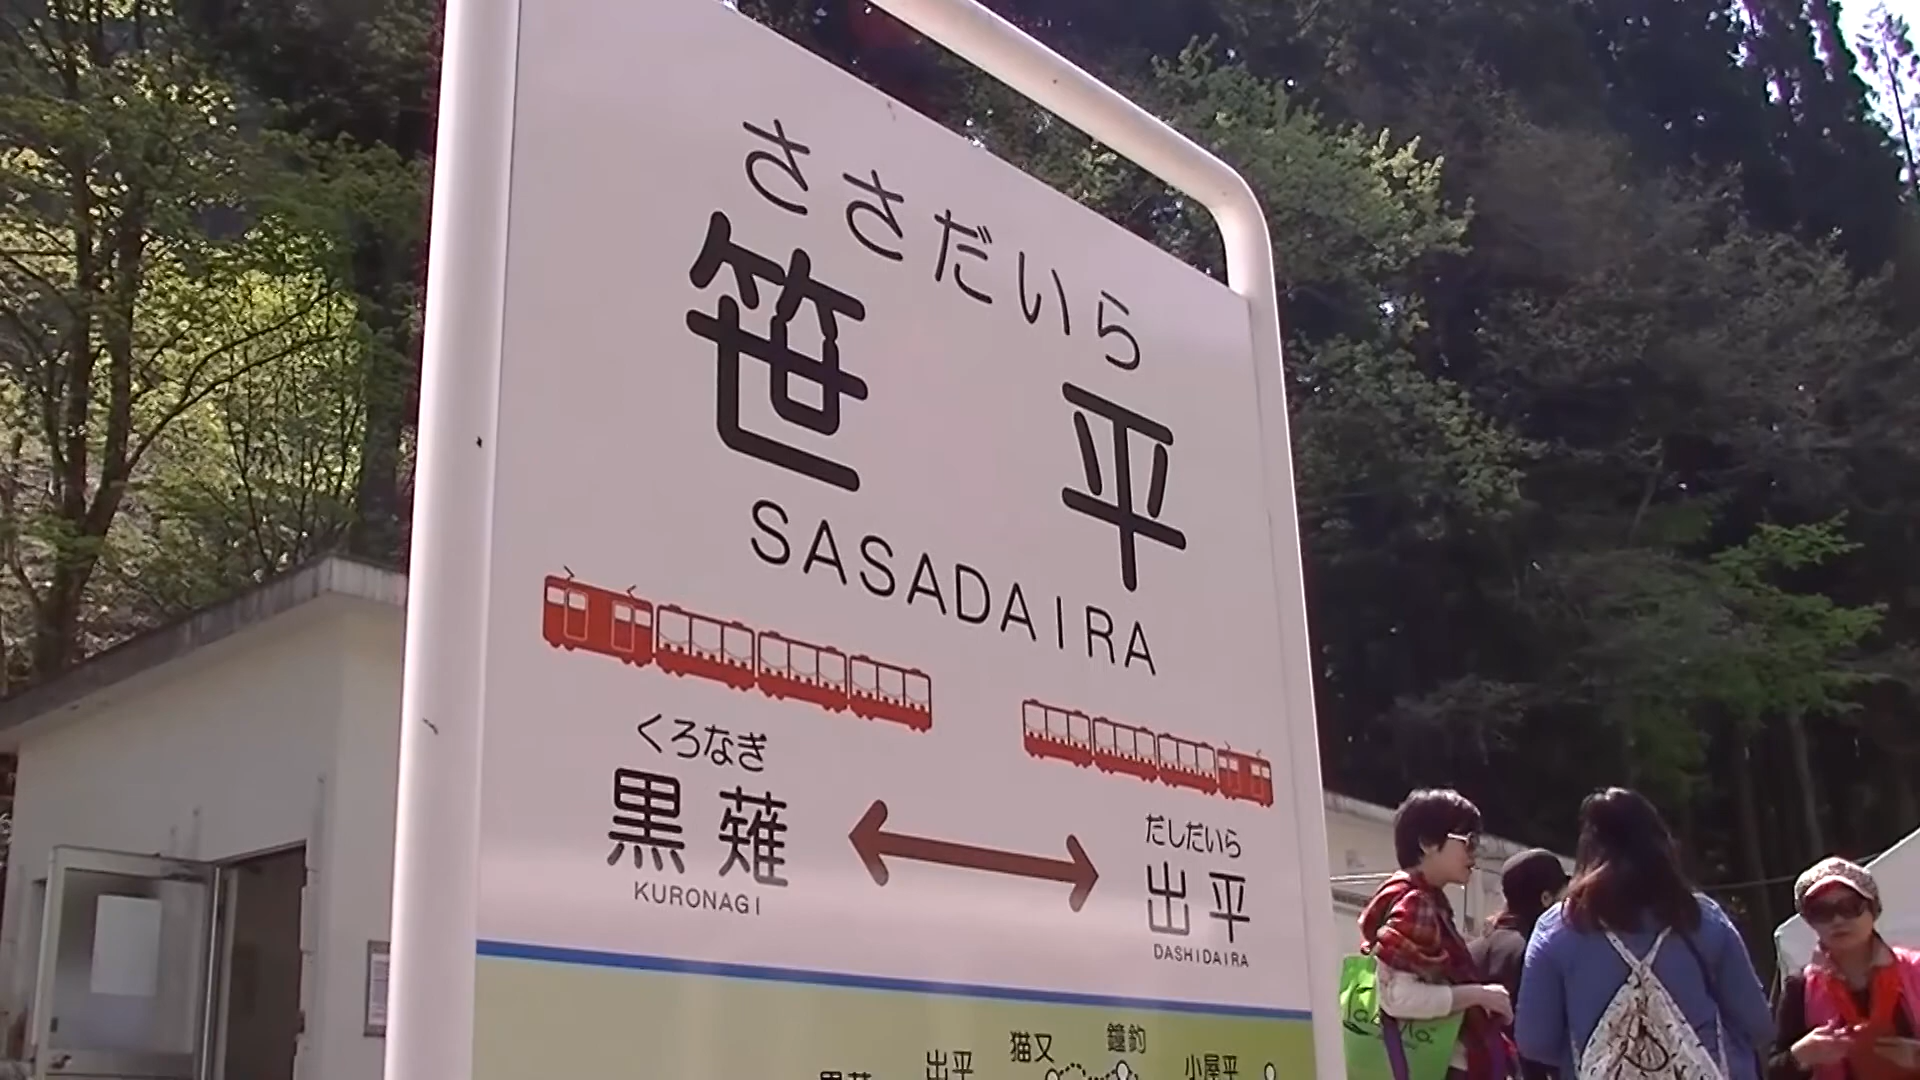 ささだいら
笹平
SASADAIRA
くろなぎ
黒薙
KURONAGI
だしだいら
出平
DASHIDAIRA
出平 猫又 鐘釣 小屋平